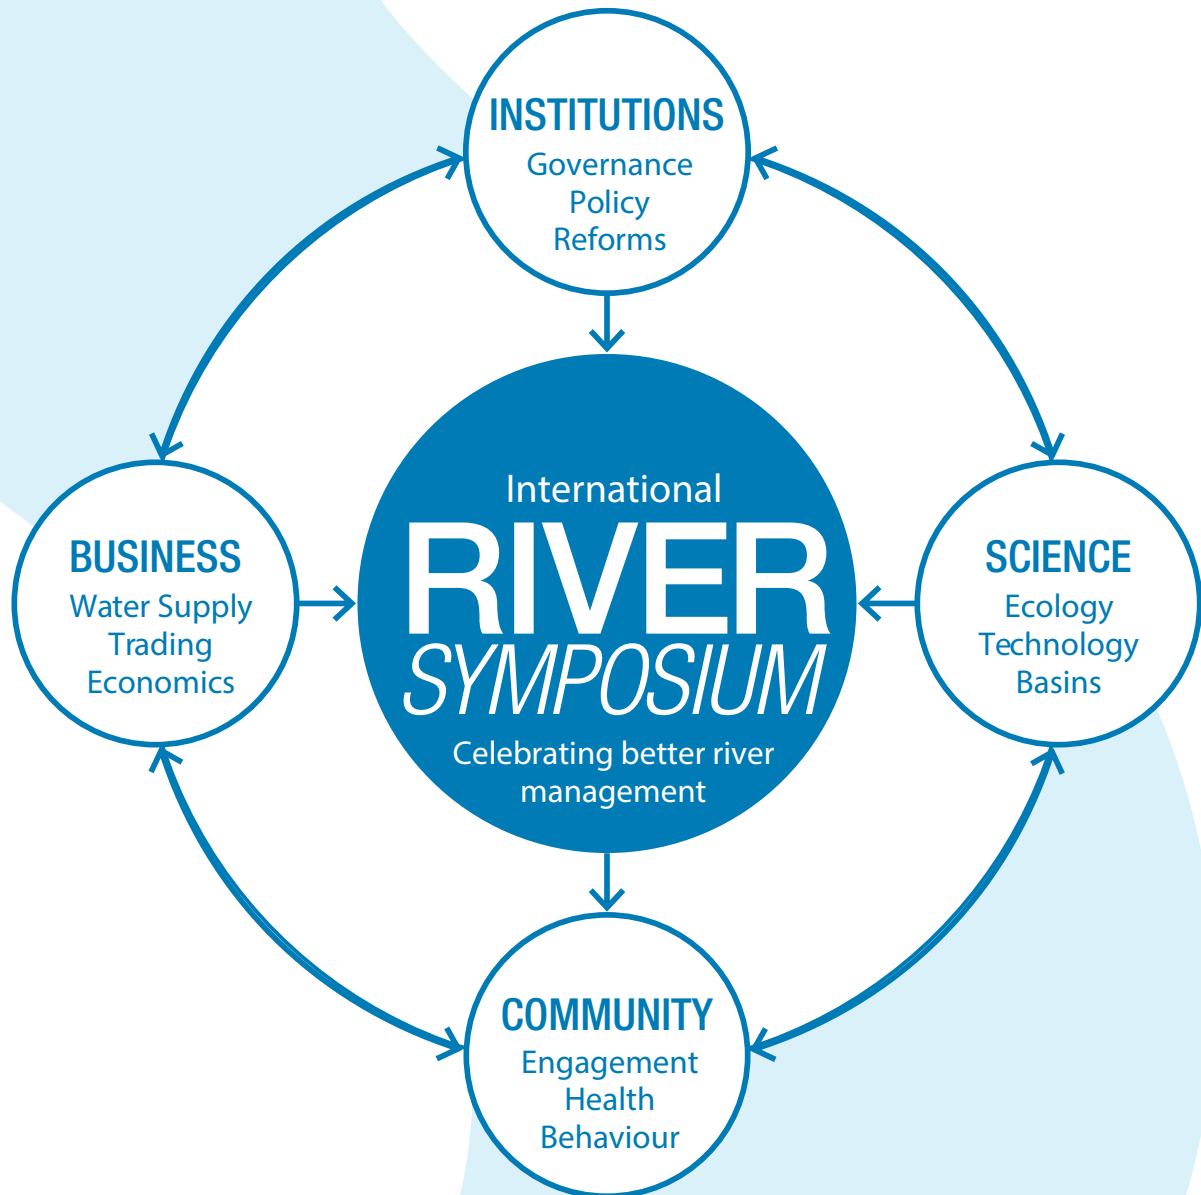 INSTITUTIONS
Governance
Policy
Reforms
BUSINESS
Water Supply
Trading
Economics
International
RIVER
SYMPOSIUM
Celebrating better river
management
SCIENCE
Ecology
Technology
Basins
COMMUNITY
Engagement
Health
Behaviour